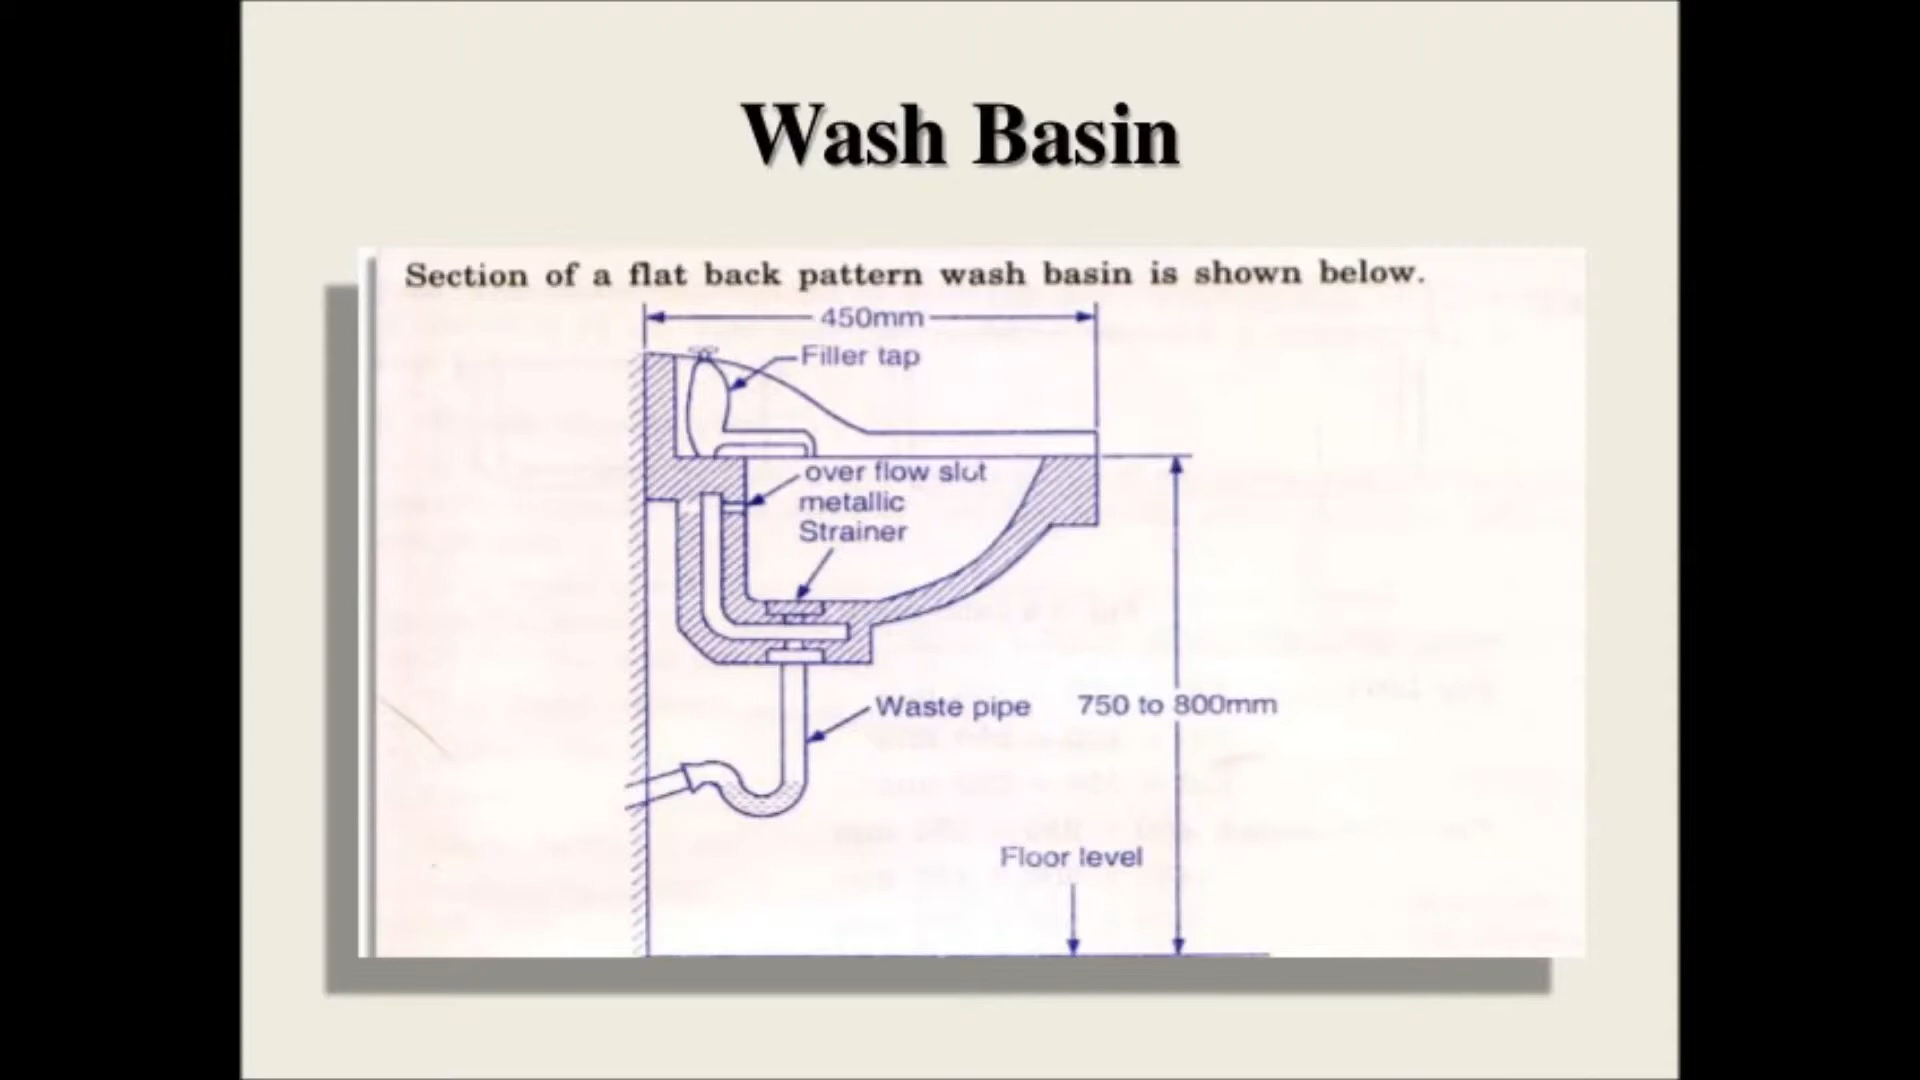 Wash Basin
Section of a flat back pattern wash basin is shown below.
450mm
Filler tap
over flow slot
metallic
Strainer
Waste pipe
750 to 800mm
Floor level